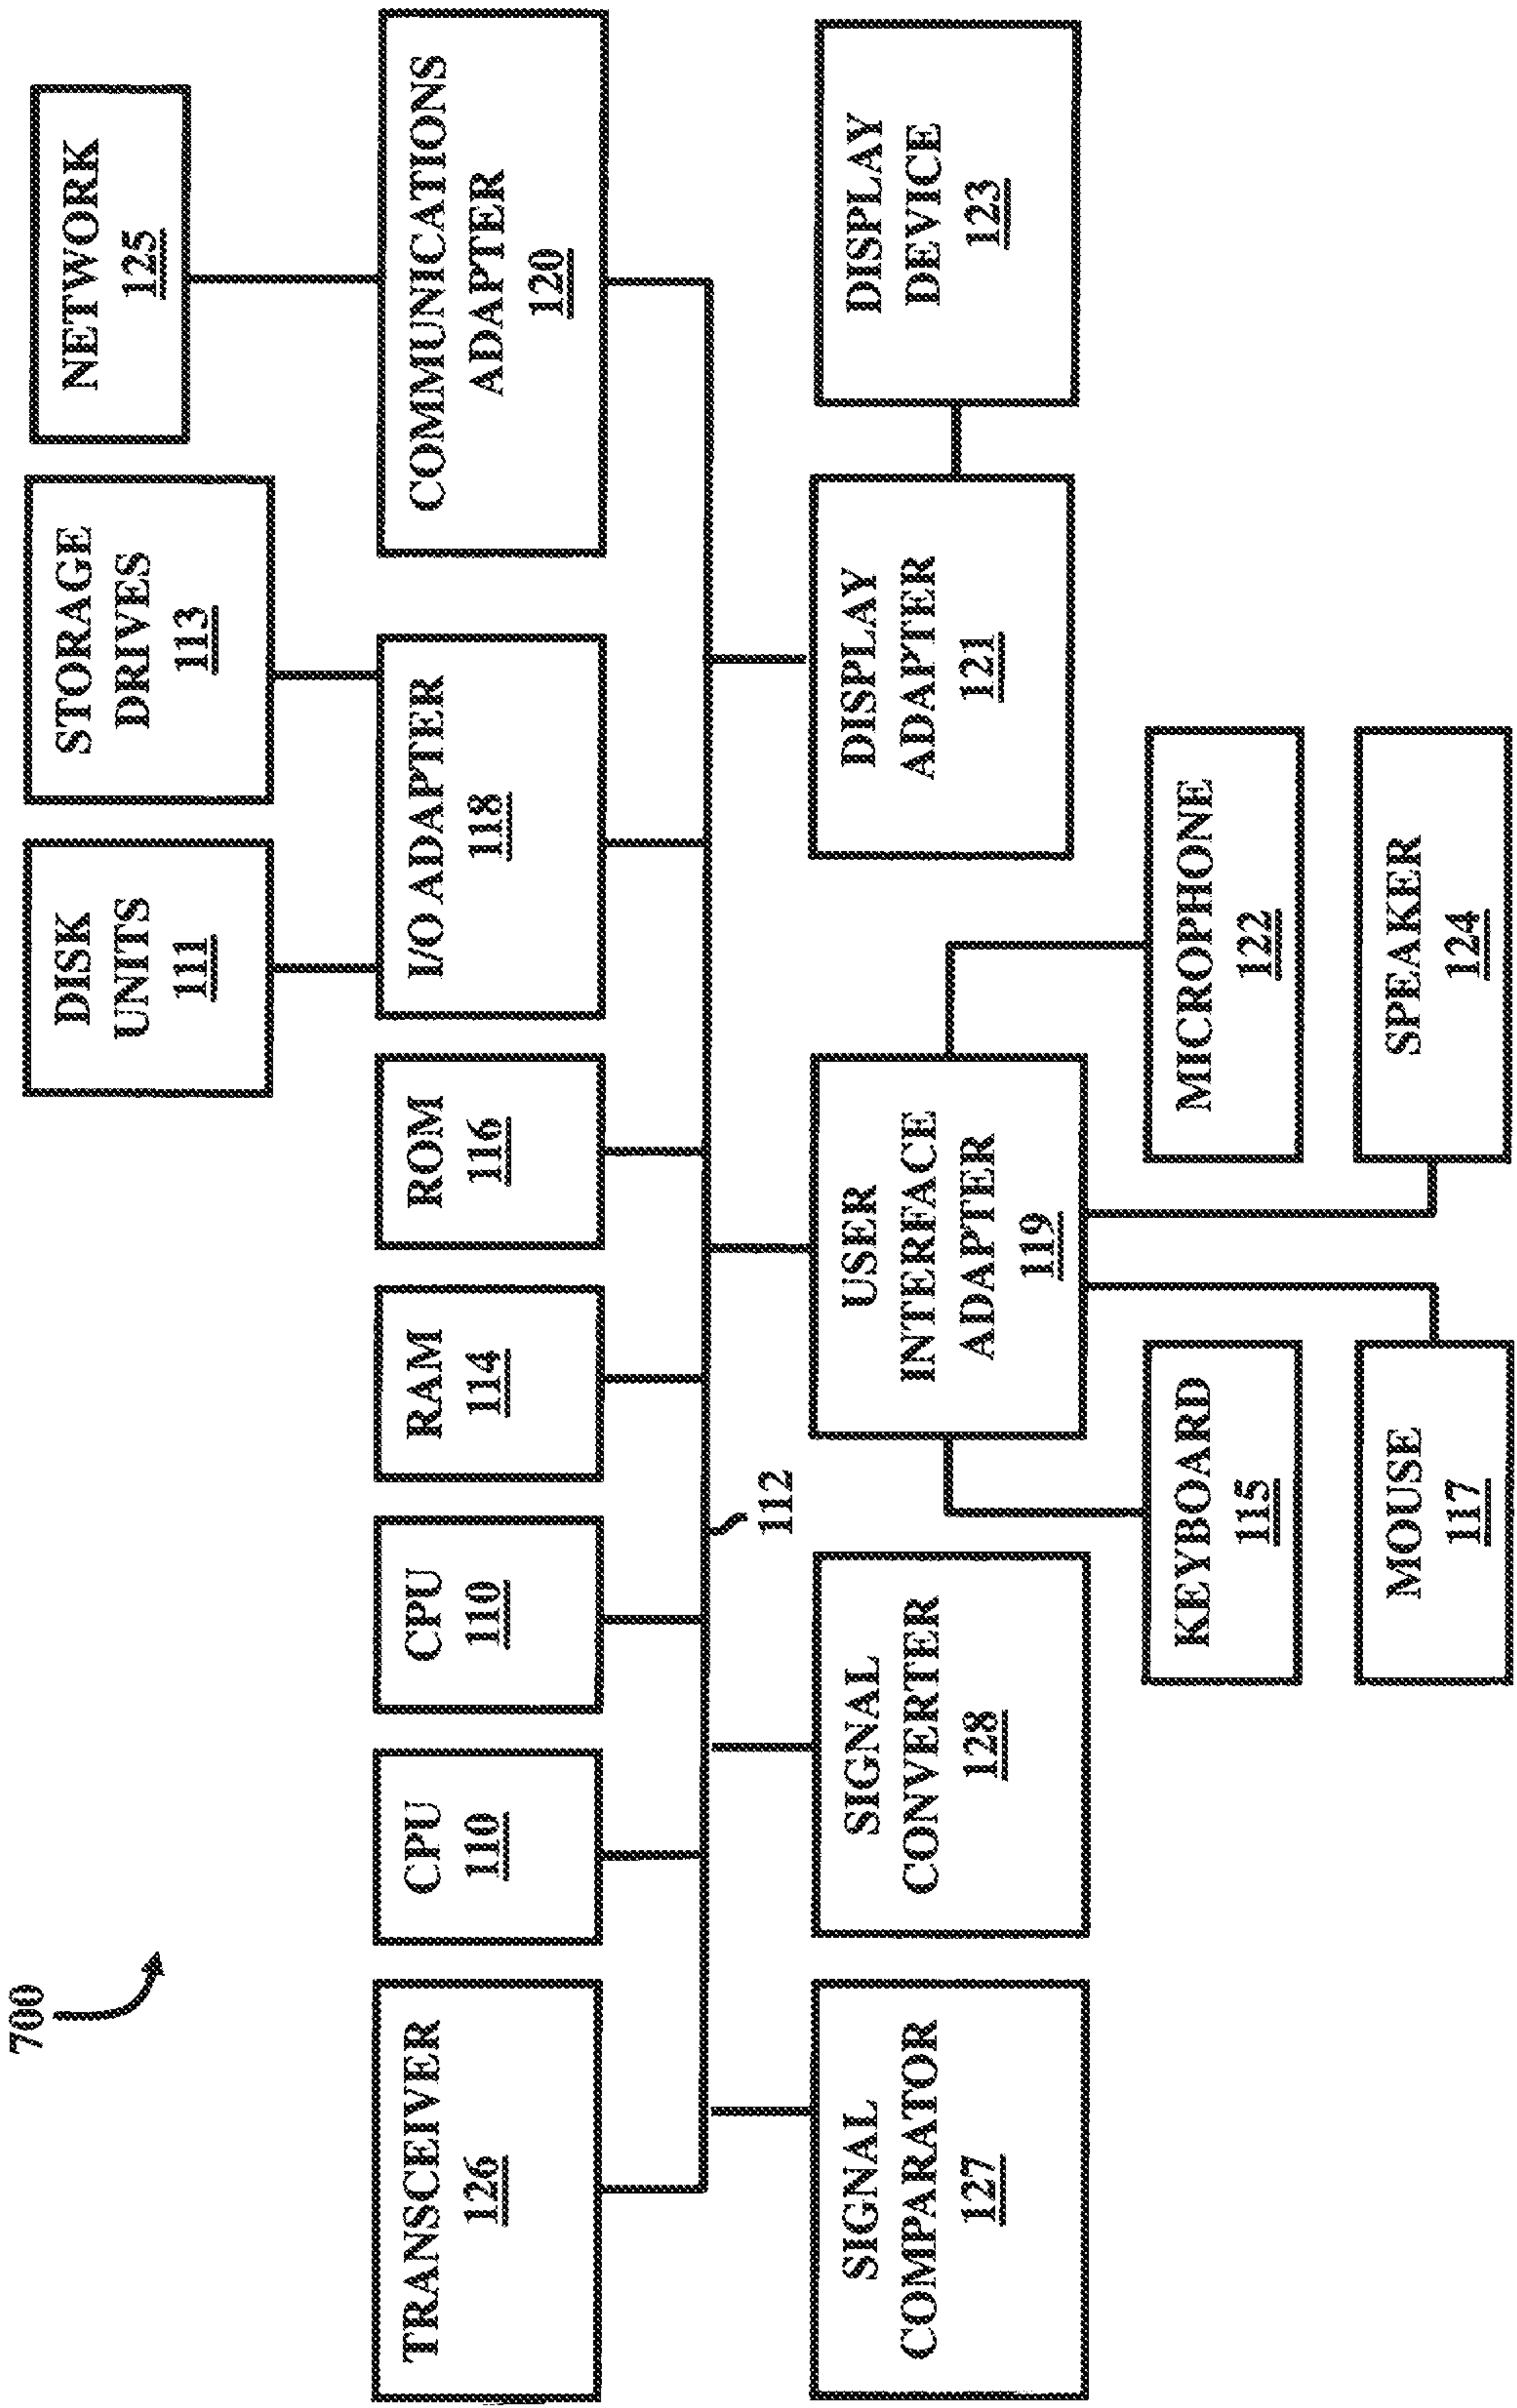 700
DISK
UNITS
111
STORAGE
DRIVES
113
NETWORK
125
TRANSCEIVER
126
CPU
110
CPU
110
RAM
114
ROM
116
I/O ADAPTER
118
COMMUNICATIONS
ADAPTER
120
112
SIGNAL
COMPARATOR
127
SIGNAL
CONVERTER
128
USER
INTERFACE
ADAPTER
119
DISPLAY
ADAPTER
121
DISPLAY
DEVICE
123
KEYBOARD
115
MICROPHONE
122
MOUSE
117
SPEAKER
124